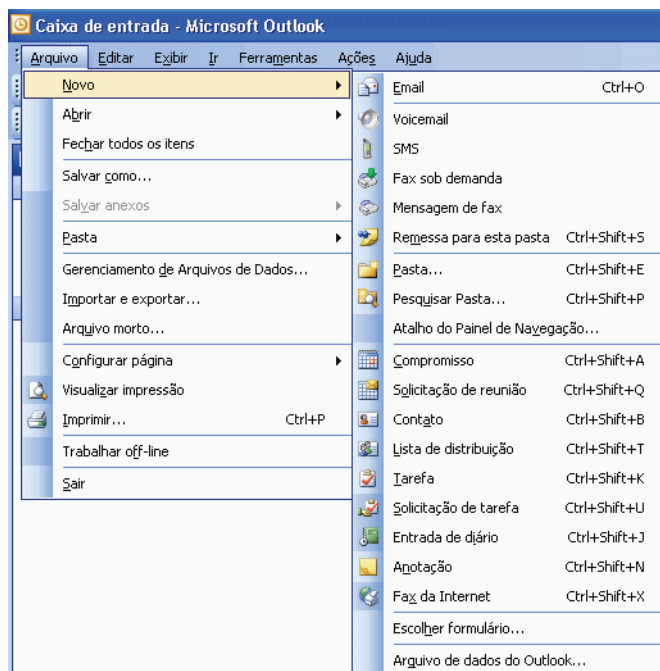 Caixa de entrada - Microsoft Outlook
Arquivo Editar Exibir Ir Ferramentas Ações Ajuda
Novo
Abrir
Fechar todos os itens
Salvar como...
Salvar anexos
Pasta
Gerenciamento de Arquivos de Dados...
Importar e exportar...
Arquivo morto...
Configurar página
Visualizar impressão
Imprimir... Ctrl+P
Trabalhar off-line
Sair
Email Ctrl+O
Voicemail
SMS
Fax sob demanda
Mensagem de fax
Remessa para esta pasta Ctrl+Shift+S
Pasta... Ctrl+Shift+E
Pesquisar Pasta... Ctrl+Shift+P
Atalho do Painel de Navegação...
Compromisso Ctrl+Shift+A
Solicitação de reunião Ctrl+Shift+Q
Contato Ctrl+Shift+B
Lista de distribuição Ctrl+Shift+T
Tarefa Ctrl+Shift+K
Solicitação de tarefa Ctrl+Shift+U
Entrada de diário Ctrl+Shift+J
Anotação Ctrl+Shift+N
Fax da Internet Ctrl+Shift+X
Escolher formulário...
Arquivo de dados do Outlook...